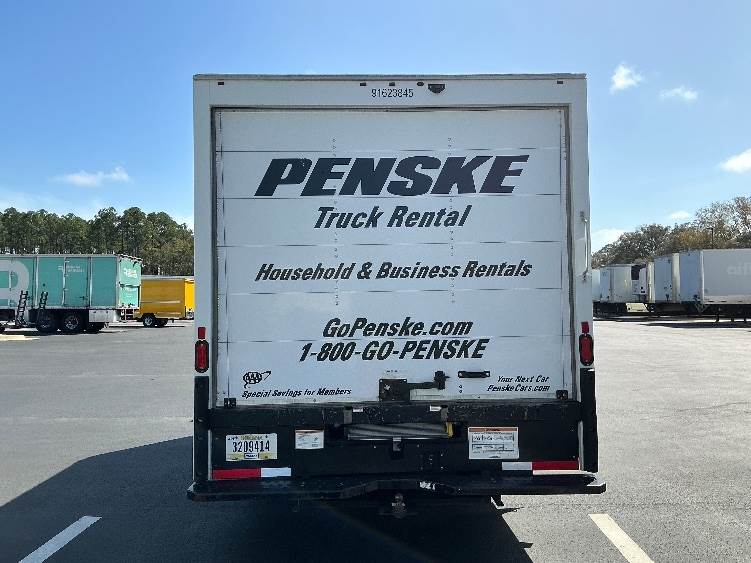 91623845
PENSKE
Truck Rental
Household & Business Rentals
GoPenske.com
1-800-GO-PENSKE
AAA
Special Savings for Members
Your Next Car
PenskeCars.com
3209414